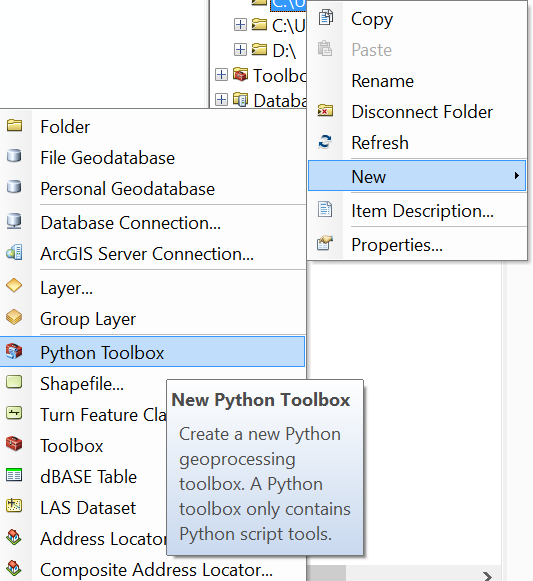 C:\U
C:\U
D:\
Toolbo
Databa
Copy
Paste
Rename
Disconnect Folder
Refresh
New
Item Description...
Properties...
Folder
File Geodatabase
Personal Geodatabase
Database Connection...
ArcGIS Server Connection...
Layer...
Group Layer
Python Toolbox
Shapefile...
Turn Feature Cla
Toolbox
dBASE Table
LAS Dataset
Address Locator
Composite Address Locator...
New Python Toolbox
Create a new Python
geoprocessing
toolbox. A Python
toolbox only contains
Python script tools.